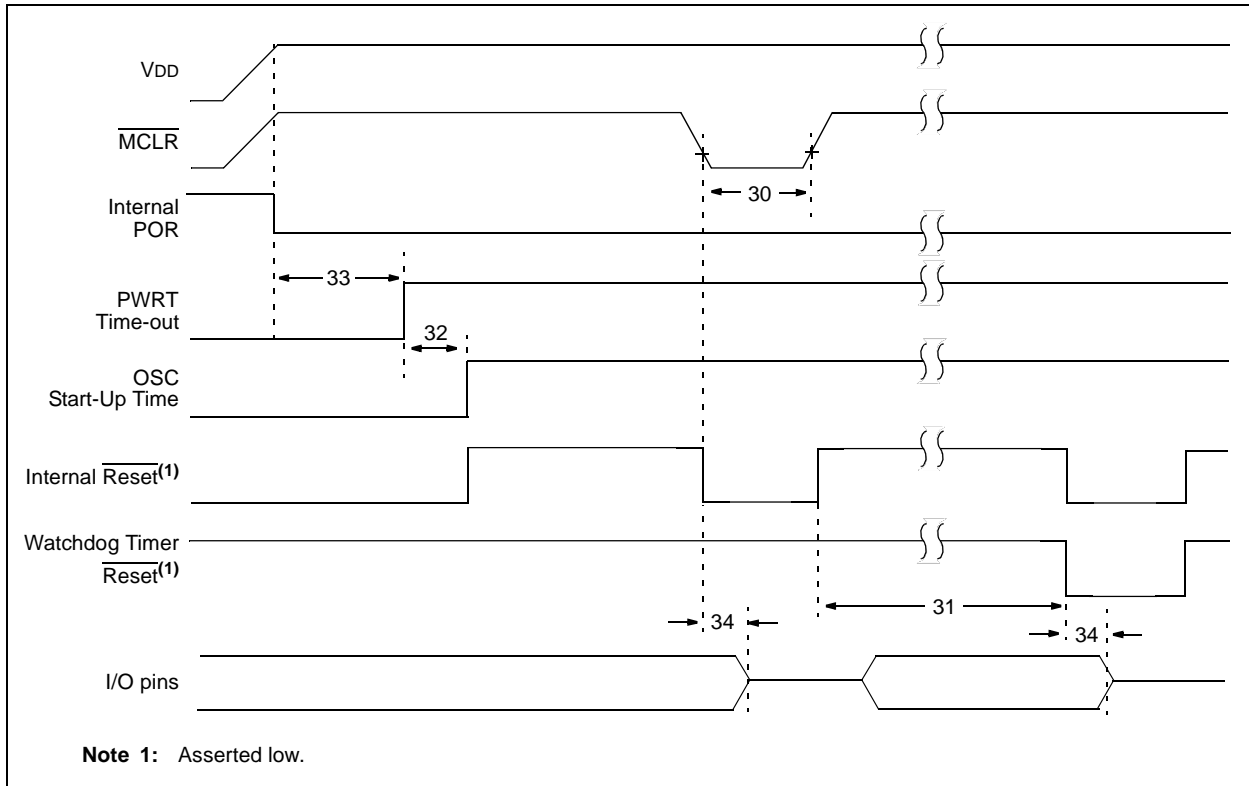 VDD
MCLR
30
Internal
POR
33
PWRT
Time-out
32
OSC
Start-Up Time
Internal Reset(1)
Watchdog Timer
Reset(1)
31
34
34
I/O pins
Note 1: Asserted low.